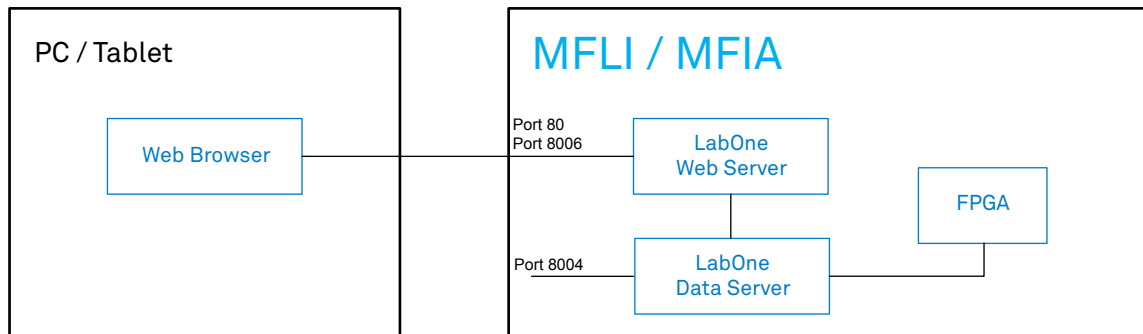 PC / Tablet
MFLI / MFIA
Web Browser
Port 80
Port 8006
LabOne
Web Server
FPGA
Port 8004
LabOne
Data Server